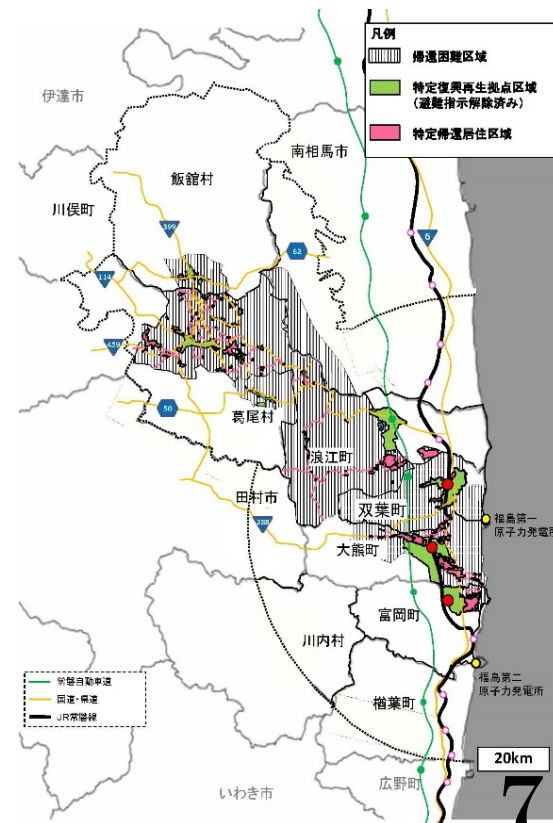 凡例
帰還困難区域
特定復興再生拠点区域
（避難指示解除済み）
特定帰還居住区域
伊達市
南相馬市
飯舘村
川俣町
399
62
6
114
459
50
葛尾村
浪江町
田村市
288
双葉町
大熊町
福島第一
原子力発電所
富岡町
川内村
福島第二
原子力発電所
楢葉町
常磐自動車道
国道・県道
JR常磐線
20km
広野町
いわき市
7